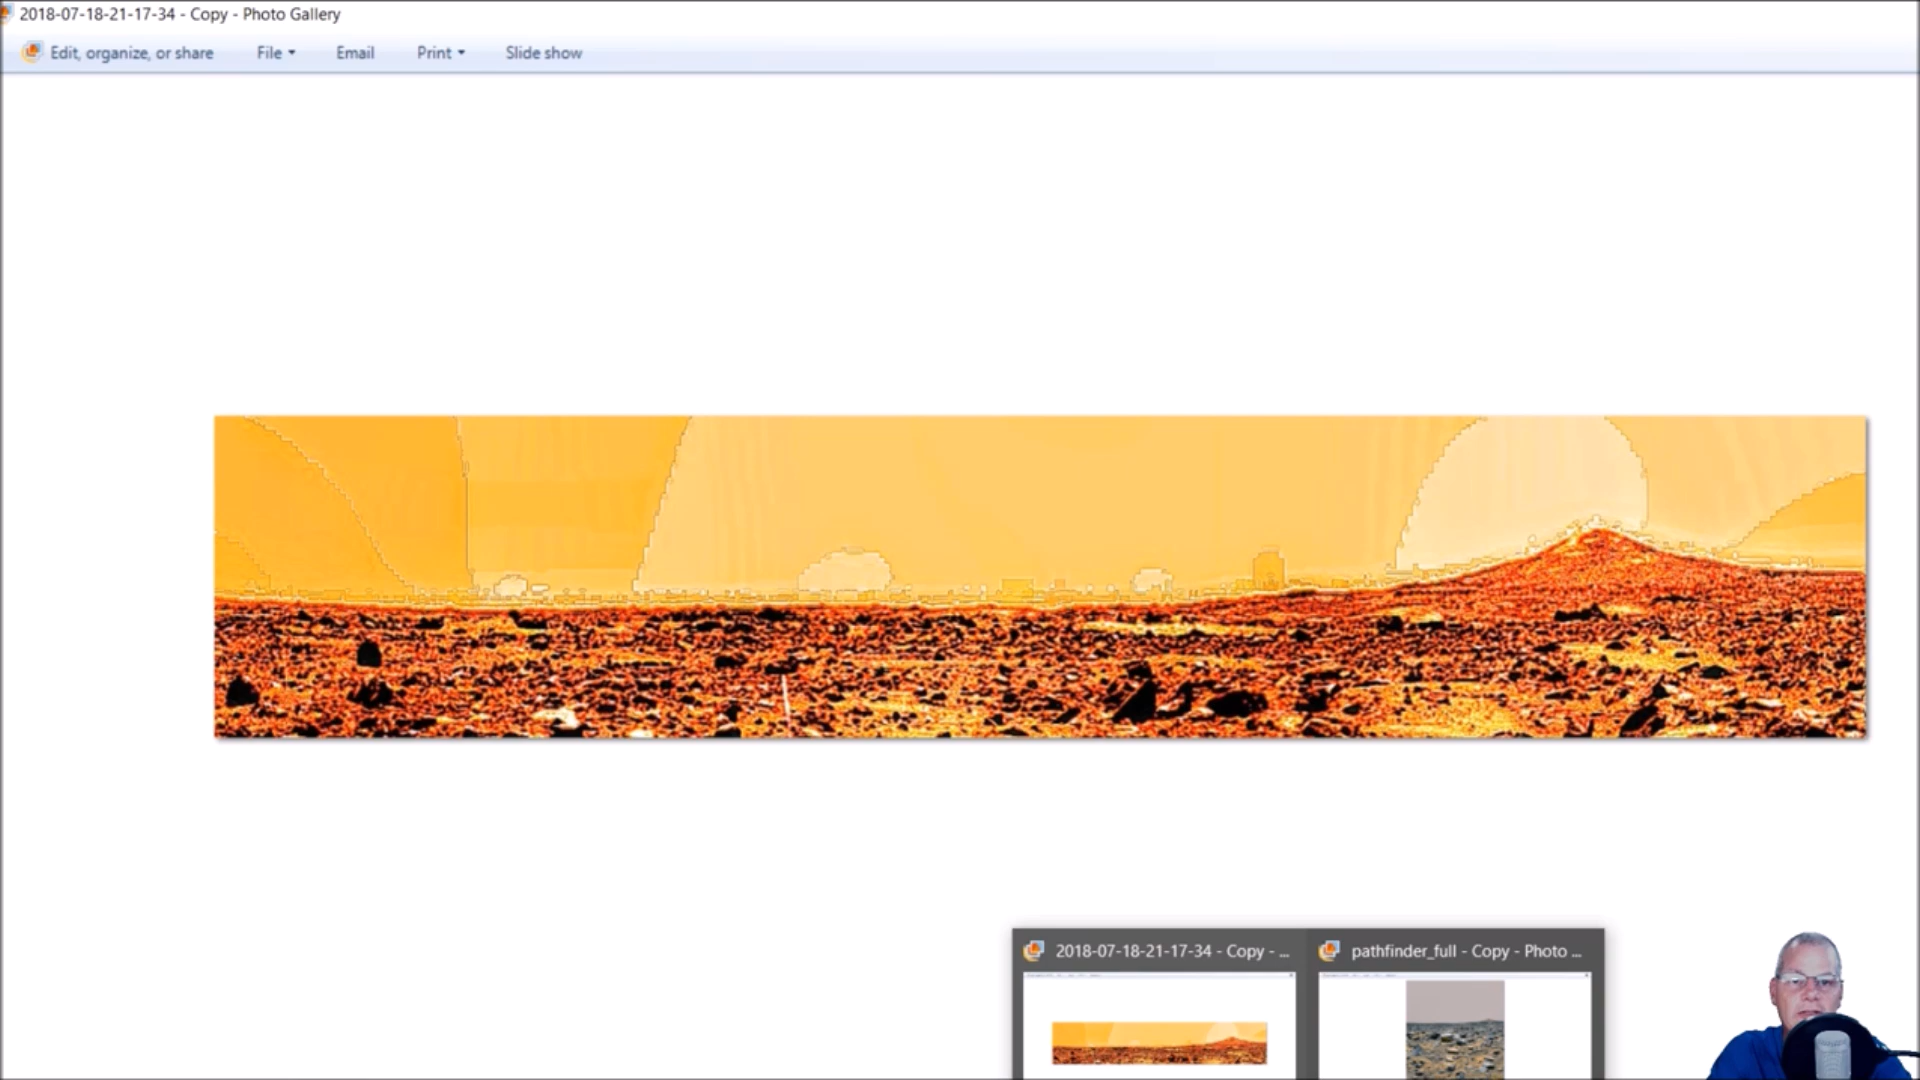 2018-07-18-21-17-34 - Copy - Photo Gallery
Edit, organize, or share File Email Print Slide show
2018-07-18-21-17-34 - Copy - ... pathfinder_full - Copy - Photo ...